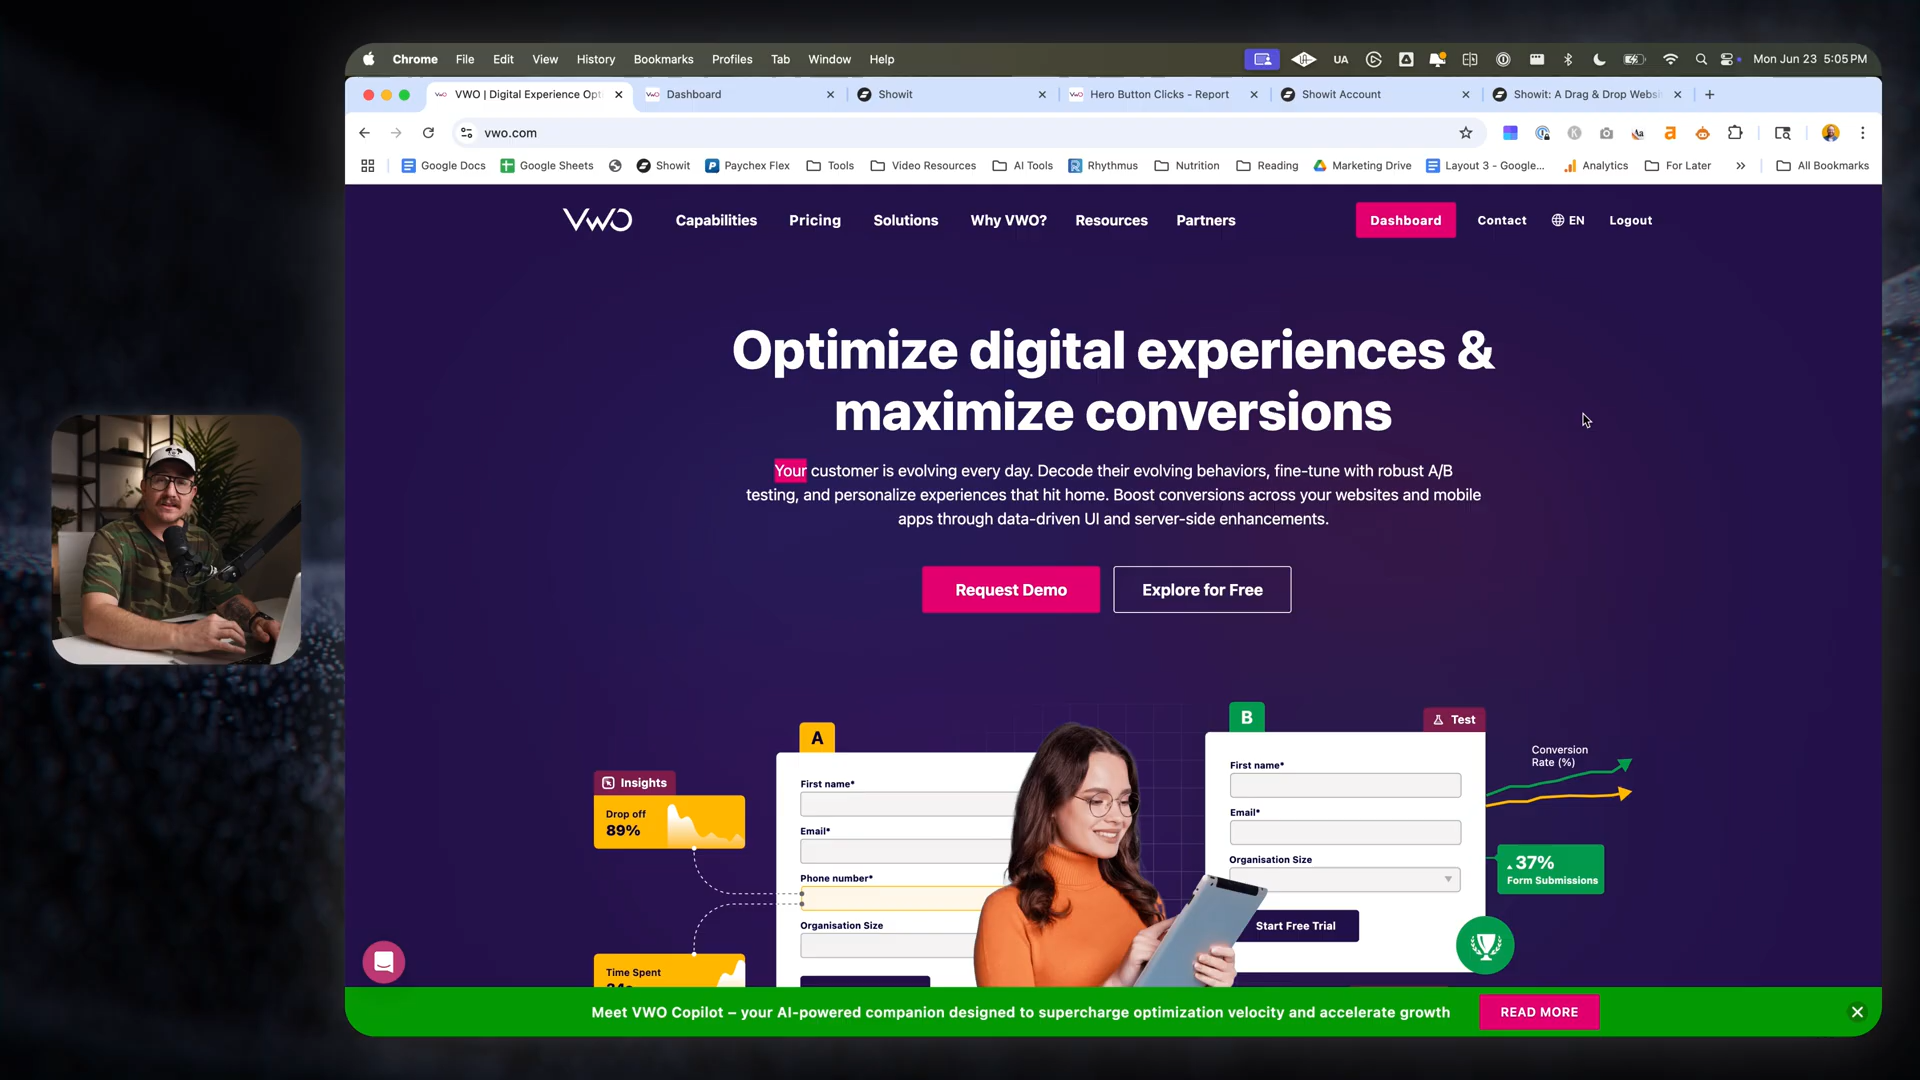 Chrome File Edit View History Bookmarks Profiles Tab Window Help UA Mon Jun 23 5:05 PM
VWO | Digital Experience Opt Dashboard Showit Hero Button Clicks - Report Showit Account Showit: A Drag & Drop Websi
vwo.com
Google Docs Google Sheets Showit Paychex Flex Tools Video Resources AI Tools Rhythmus Nutrition Reading Marketing Drive Layout 3 - Google... Analytics For Later » All Bookmarks
VWO Capabilities Pricing Solutions Why VWO? Resources Partners Dashboard Contact EN Logout
Optimize digital experiences &
maximize conversions
Your customer is evolving every day. Decode their evolving behaviors, fine-tune with robust A/B
testing, and personalize experiences that hit home. Boost conversions across your websites and mobile
apps through data-driven UI and server-side enhancements.
Request Demo Explore for Free
Insights
Drop off
89%
Time Spent
A
First name*
Email*
Phone number*
Organisation Size
B
Test
First name*
Email*
Organisation Size
Start Free Trial
Conversion
Rate (%)
37%
Form Submissions
Meet VWO Copilot – your AI-powered companion designed to supercharge optimization velocity and accelerate growth READ MORE